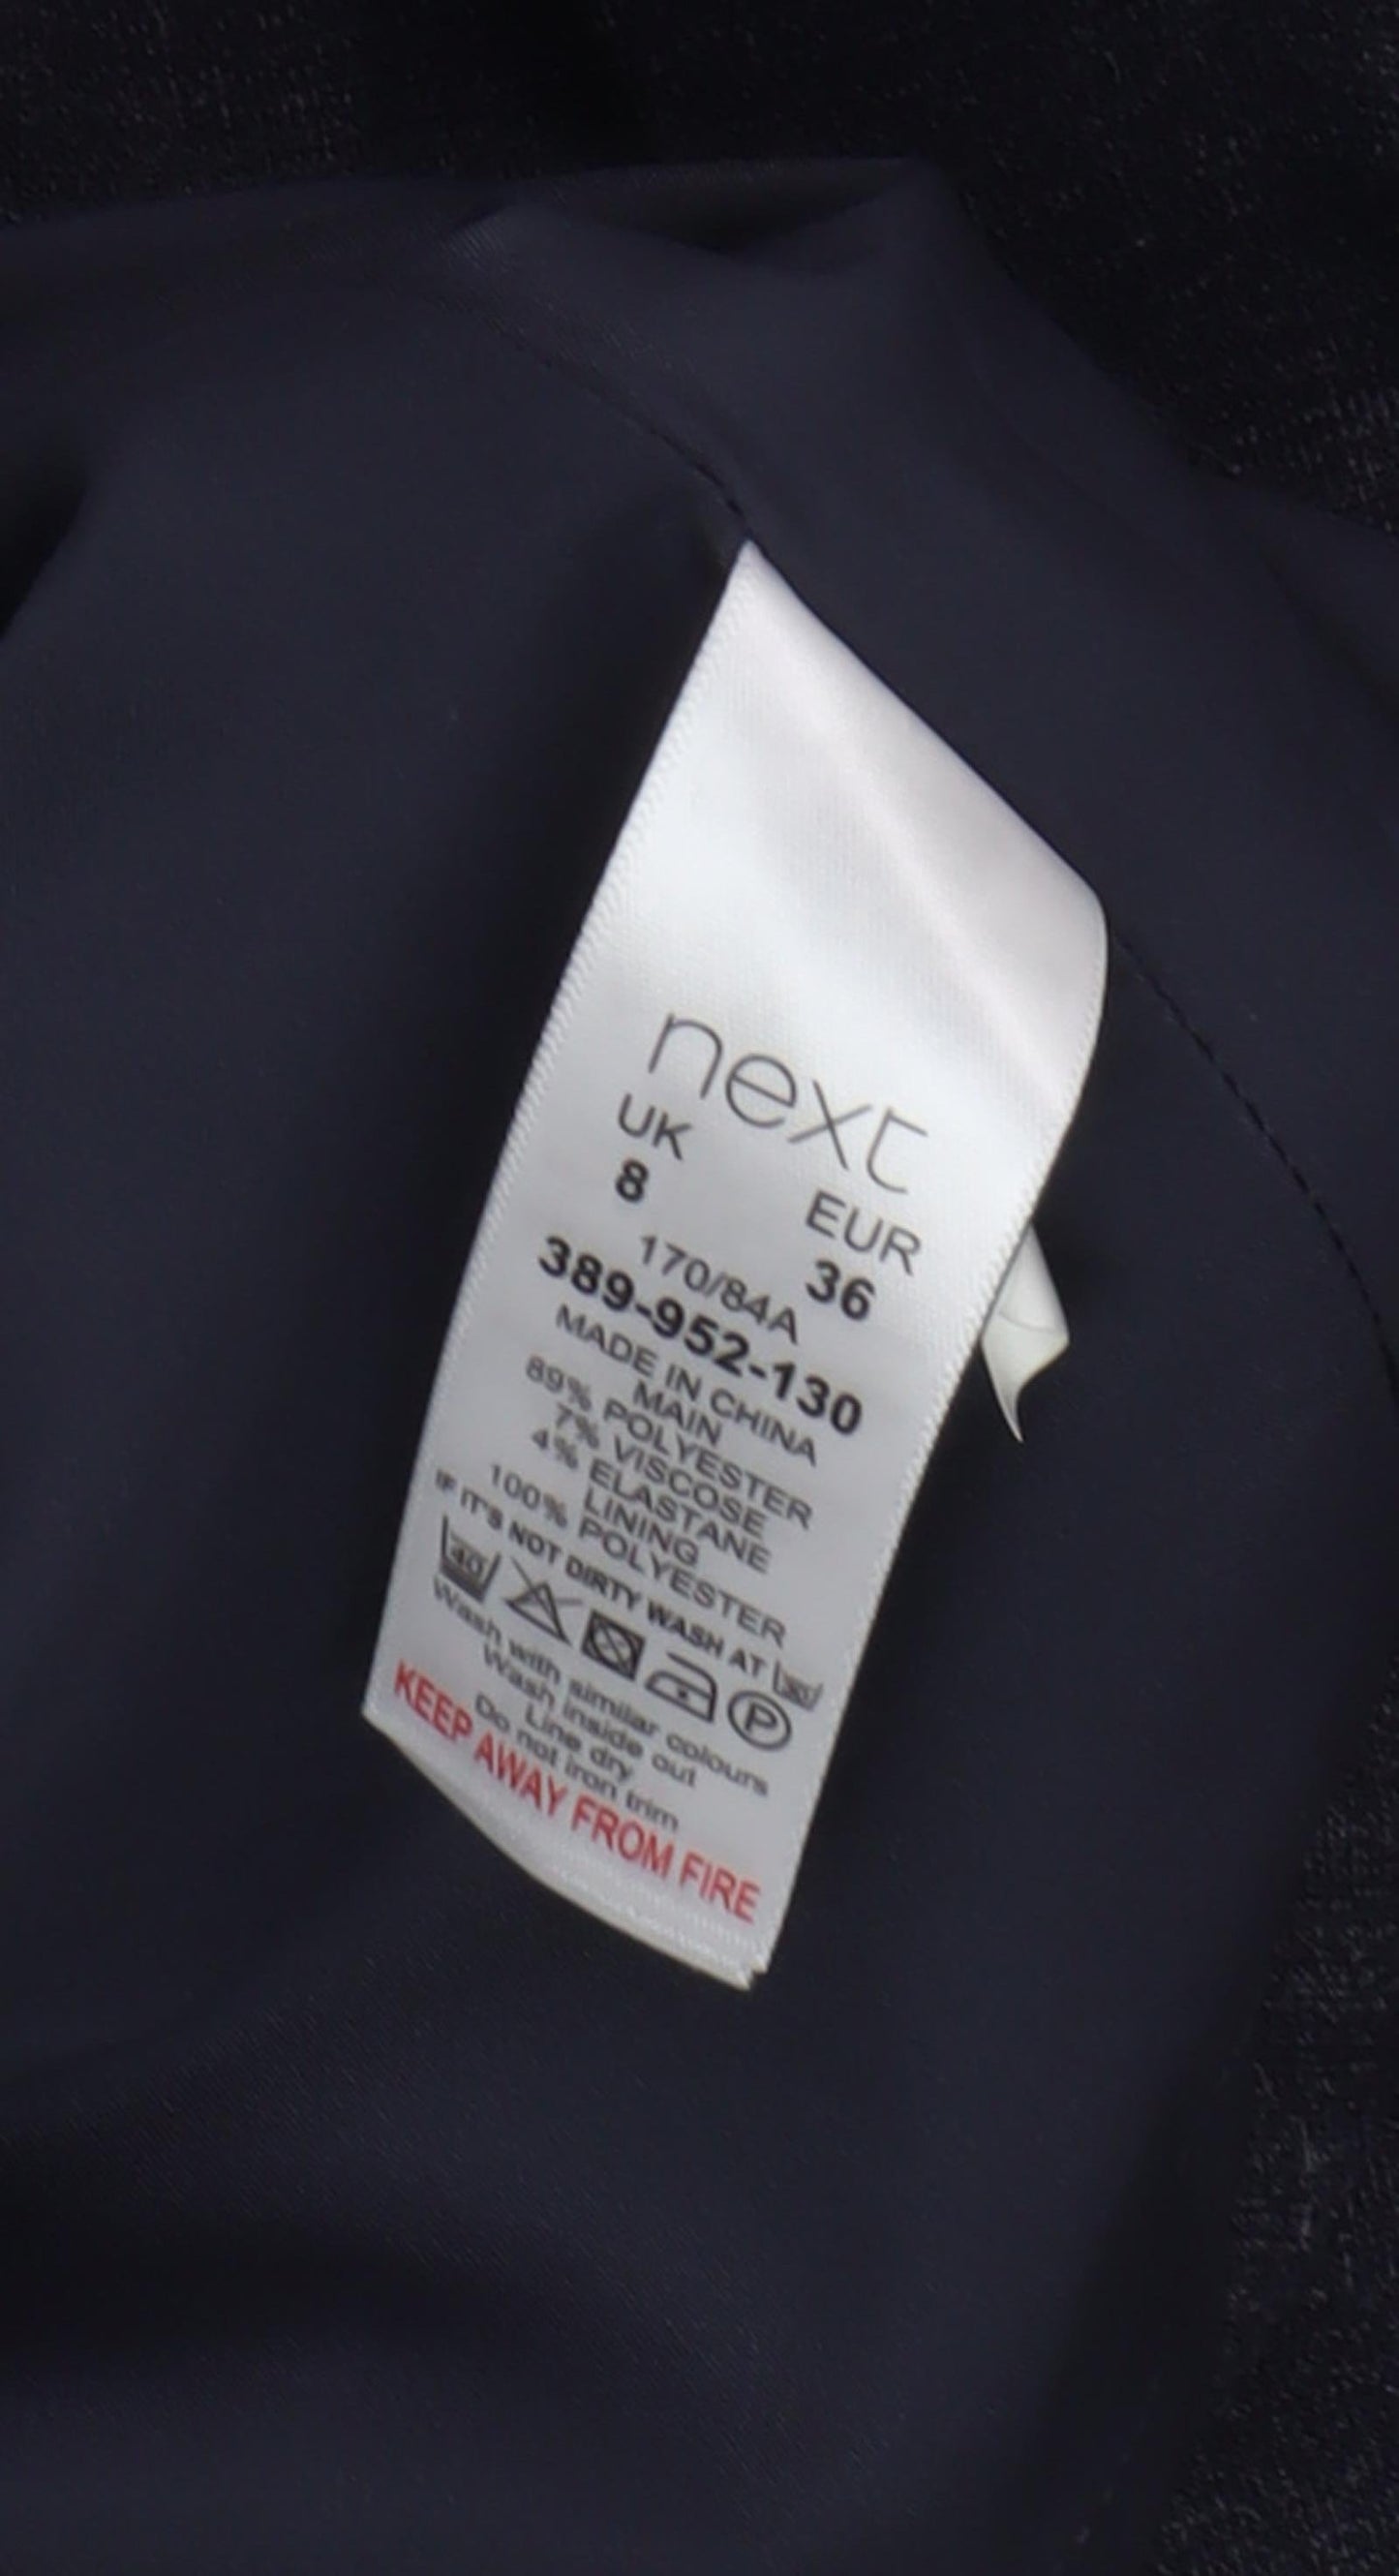 next
UK EUR
8 36
170/84A
389-952-130
MADE IN CHINA
MAIN
89% POLYESTER
7% VISCOSE
4% ELASTANE
LINING
100% POLYESTER
IF IT'S NOT DIRTY WASH AT 30
40 P
Wash with similar colours
Wash inside out
Line dry
Do not iron trim
KEEP AWAY FROM FIRE